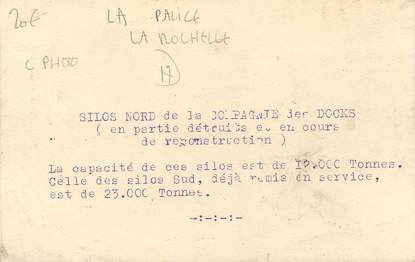 20€
LA PALICE
LA ROCHELLE
C PHOTO
17
SILOS NORD de la COMPAGNIE des DOCKS
( en partie détruits et en cours
de reconstruction )
La capacité de ces silos est de 12.000 Tonnes.
Celle des silos Sud, déjà remis en service,
est de 23.000 Tonnes.
-:-:-:-